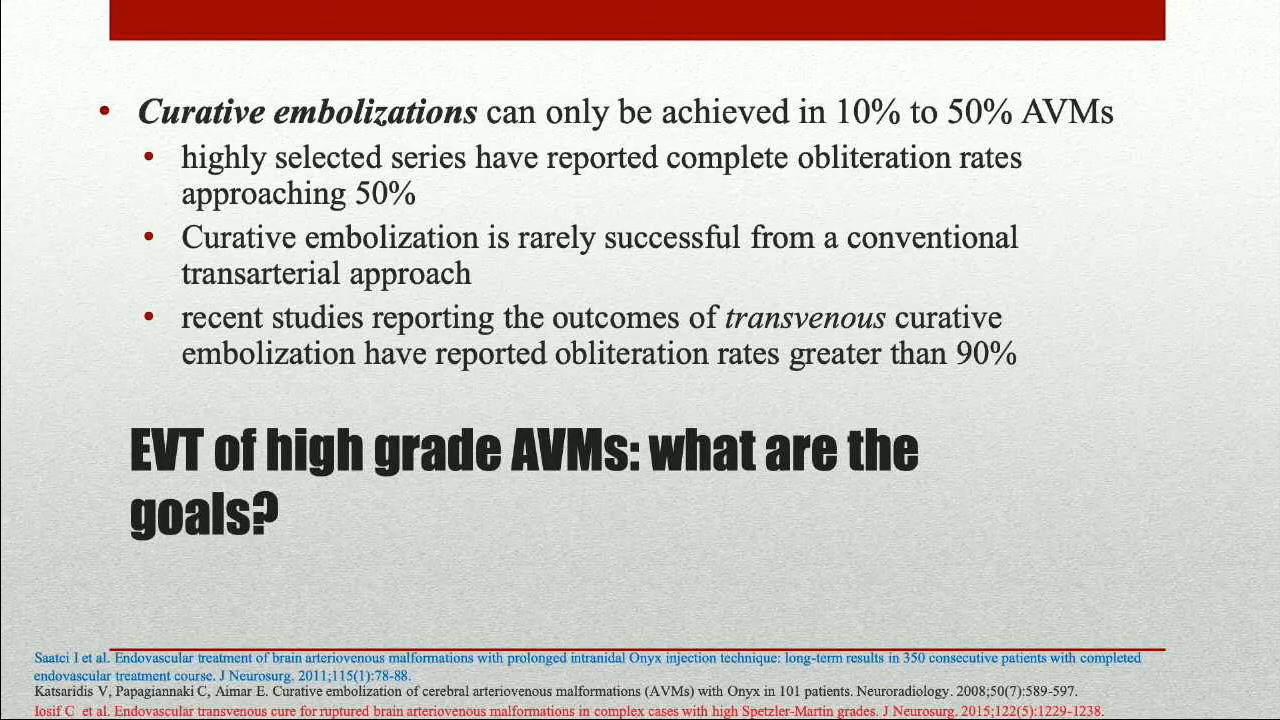 Curative embolizations can only be achieved in 10% to 50% AVMs
highly selected series have reported complete obliteration rates
approaching 50%
Curative embolization is rarely successful from a conventional
transarterial approach
recent studies reporting the outcomes of transvenous curative
embolization have reported obliteration rates greater than 90%
EVT of high grade AVMs: what are the
goals?
Saatci I et al. Endovascular treatment of brain arteriovenous malformations with prolonged intranidal Onyx injection technique: long-term results in 350 consecutive patients with completed
endovascular treatment course. J Neurosurg. 2011;115(1):78-88.
Katsaridis V, Papagiannaki C, Aimar E. Curative embolization of cerebral arteriovenous malformations (AVMs) with Onyx in 101 patients. Neuroradiology. 2008;50(7):589-597.
Iosif C et al. Endovascular transvenous cure for ruptured brain arteriovenous malformations in complex cases with high Spetzler-Martin grades. J Neurosurg. 2015;122(5):1229-1238.